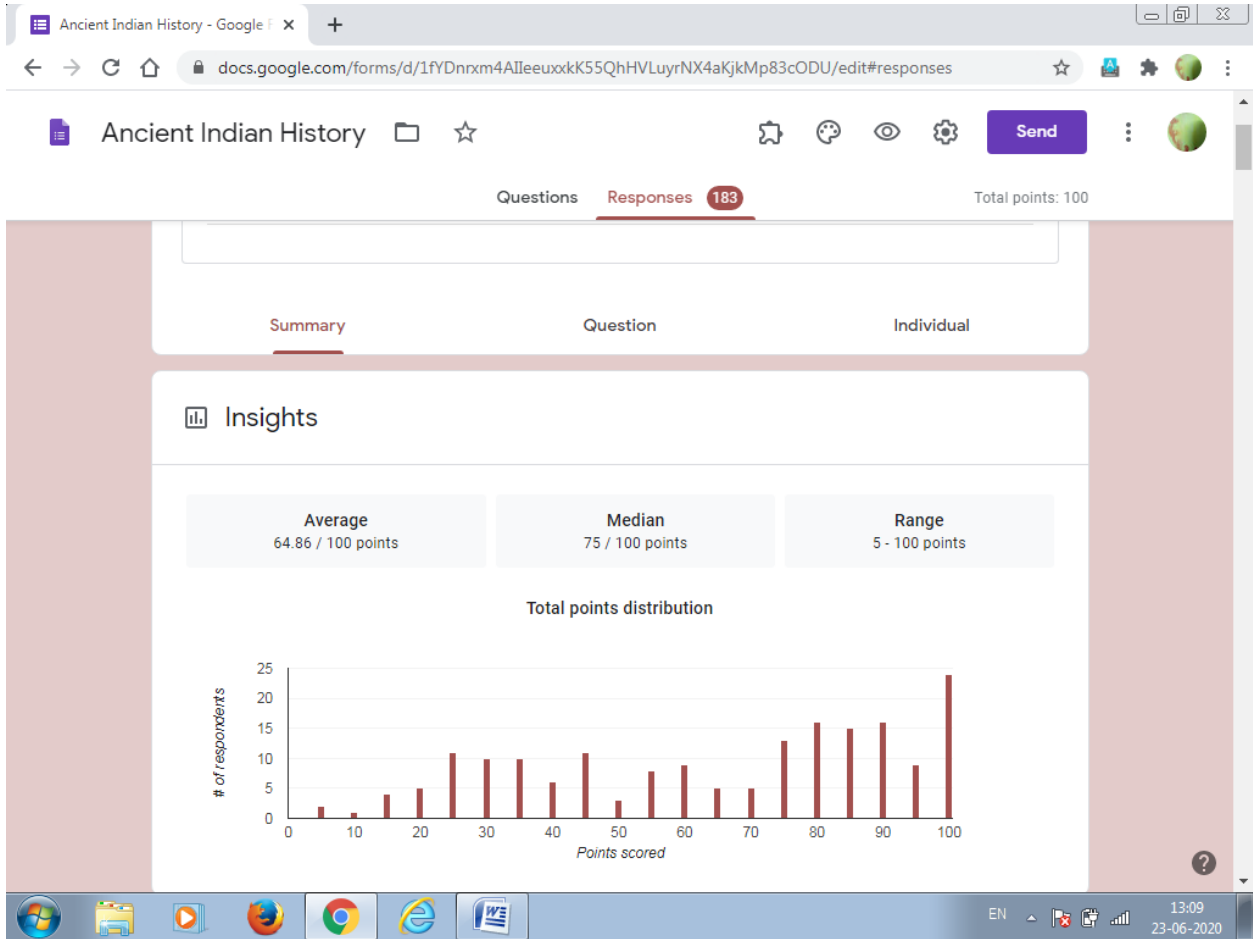 Ancient Indian History - Google F
docs.google.com/forms/d/1fYDnrxm4AIIeeuxxkK55QhHVLuyrNX4aKjkMp83cODU/edit#responses
Ancient Indian History
Send
Questions Responses 183 Total points: 100
Summary Question Individual
Insights
Average Median Range
64.86 / 100 points 75 / 100 points 5 - 100 points
Total points distribution
# of respondents
25
20
15
10
5
0
0 10 20 30 40 50 60 70 80 90 100
Points scored
EN 13:09
23-06-2020